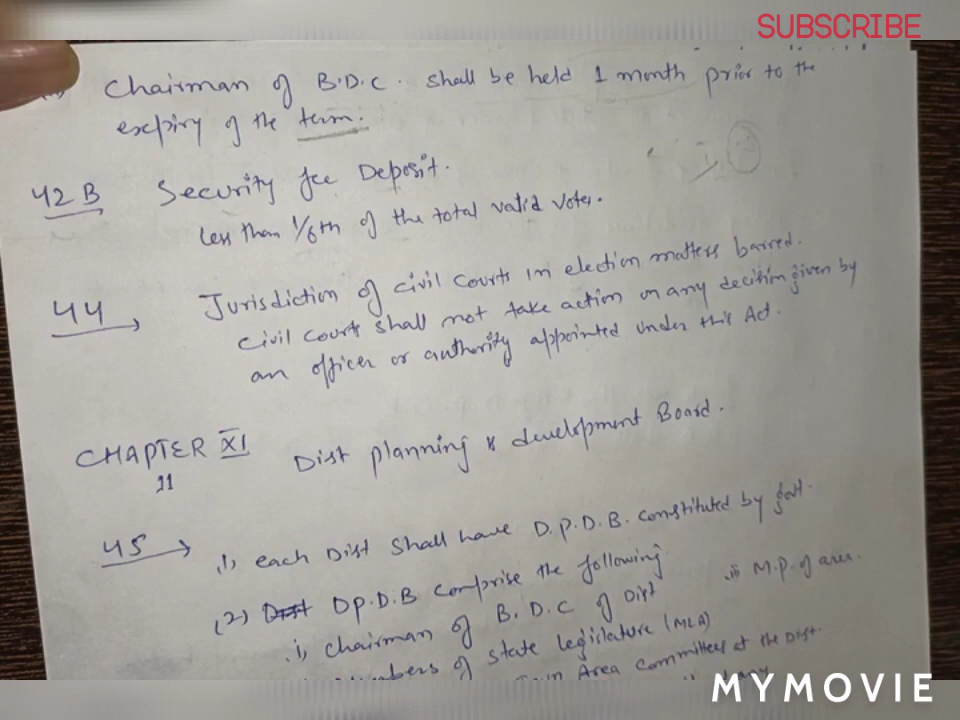 SUBSCRIBE
Chairman of B.D.C. shall be held 1 month prior to the
expiry of the term.
42 B Security fee Deposit.
less than 1/6th of the total valid votes.
44 Jurisdiction of civil courts in election matters barred.
civil courts shall not take action on any decition given by
an officer or authority appointed under this Act.
CHAPTER XI Dist planning & development Board.
11
45 (1) each Dist shall have D.P.D.B. constituted by govt.
(2) DP.D.B comprise the following
i) chairman of B.D.C of Dist iii M.P. of area.
of state legislature (MLA)
Area committees at the Dist.
MYMOVIE